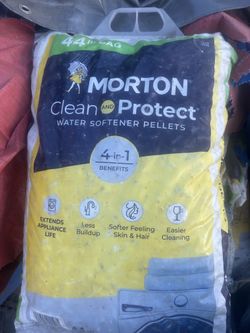 44 lb BAG
MORTON
Clean AND Protect
WATER SOFTENER PELLETS
4-in-1
BENEFITS
EXTENDS
APPLIANCE
LIFE
Less
Buildup
Softer Feeling
Skin & Hair
Easier
Cleaning